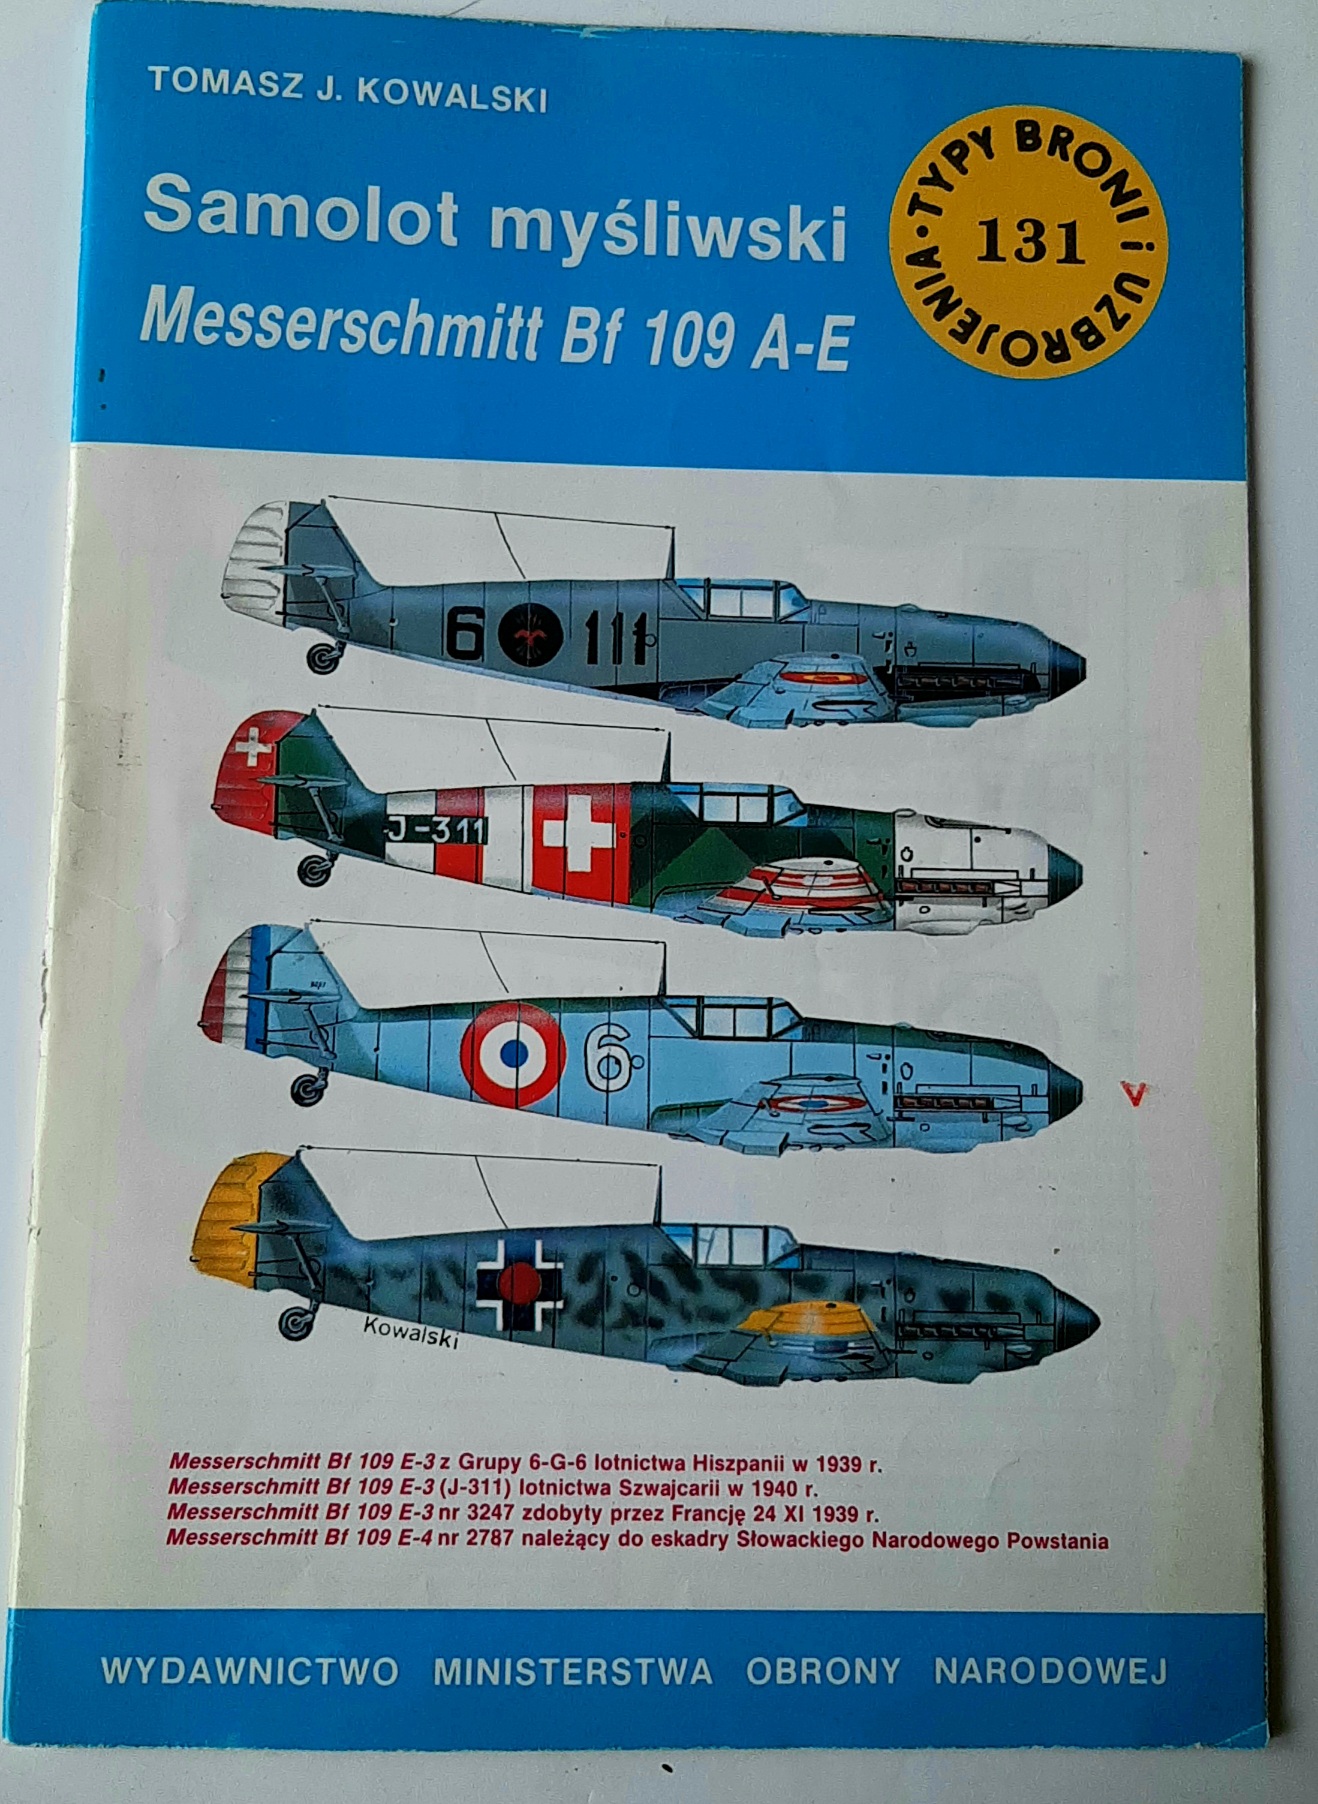 TOMASZ J. KOWALSKI
Samolot myśliwski
Messerschmitt Bf 109 A-E
TYPY BRONI i UZBROJENIA •
131
6 111
J-311
6
Kowalski
V
Messerschmitt Bf 109 E-3 z Grupy 6-G-6 lotnictwa Hiszpanii w 1939 r.
Messerschmitt Bf 109 E-3 (J-311) lotnictwa Szwajcarii w 1940 r.
Messerschmitt Bf 109 E-3 nr 3247 zdobyty przez Francję 24 XI 1939 r.
Messerschmitt Bf 109 E-4 nr 2787 należący do eskadry Słowackiego Narodowego Powstania
WYDAWNICTWO MINISTERSTWA OBRONY NARODOWEJ